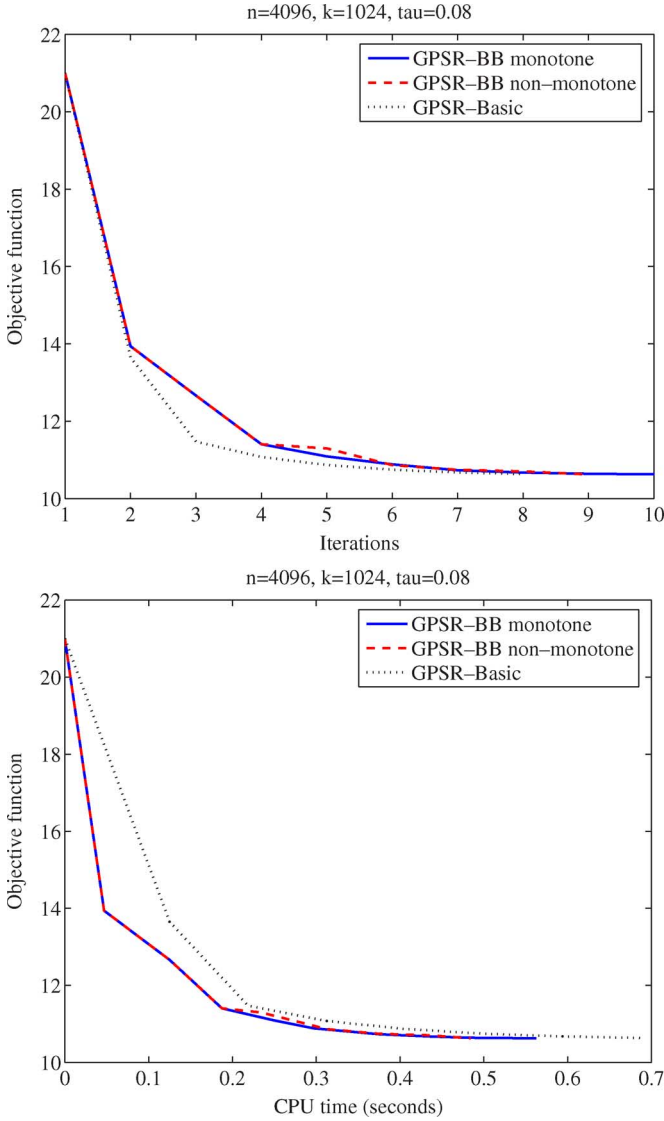 n=4096, k=1024, tau=0.08
22
20
18
16
14
12
10
Objective function
GPSR–BB monotone
GPSR–BB non–monotone
GPSR–Basic
1 2 3 4 5 6 7 8 9 10
Iterations
n=4096, k=1024, tau=0.08
22
20
18
16
14
12
10
Objective function
GPSR–BB monotone
GPSR–BB non–monotone
GPSR–Basic
0 0.1 0.2 0.3 0.4 0.5 0.6 0.7
CPU time (seconds)